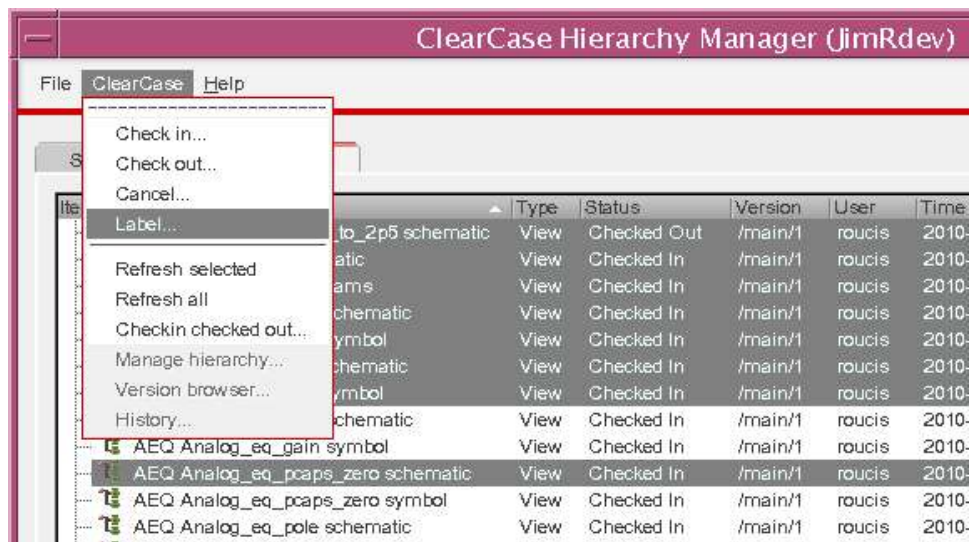 ClearCase Hierarchy Manager (JimRdev)
File ClearCase Help
Check in...
Check out...
Cancel...
Label...
Refresh selected
Refresh all
Checkin checked out...
Manage hierarchy...
Version browser...
History...
S
Ite Type Status Version User Time
_to_2p5 schematic View Checked Out /main/1 roucis 2010-
atic View Checked In /main/1 roucis 2010-
ams View Checked In /main/1 roucis 2010-
chematic View Checked In /main/1 roucis 2010-
ymbol View Checked In /main/1 roucis 2010-
chematic View Checked In /main/1 roucis 2010-
ymbol View Checked In /main/1 roucis 2010-
chematic View Checked In /main/1 roucis 2010-
AEQ Analog_eq_gain symbol View Checked In /main/1 roucis 2010-
AEQ Analog_eq_pcaps_zero schematic View Checked In /main/1 roucis 2010-
AEQ Analog_eq_pcaps_zero symbol View Checked In /main/1 roucis 2010-
AEQ Analog_eq_pole schematic View Checked In /main/1 roucis 2010-